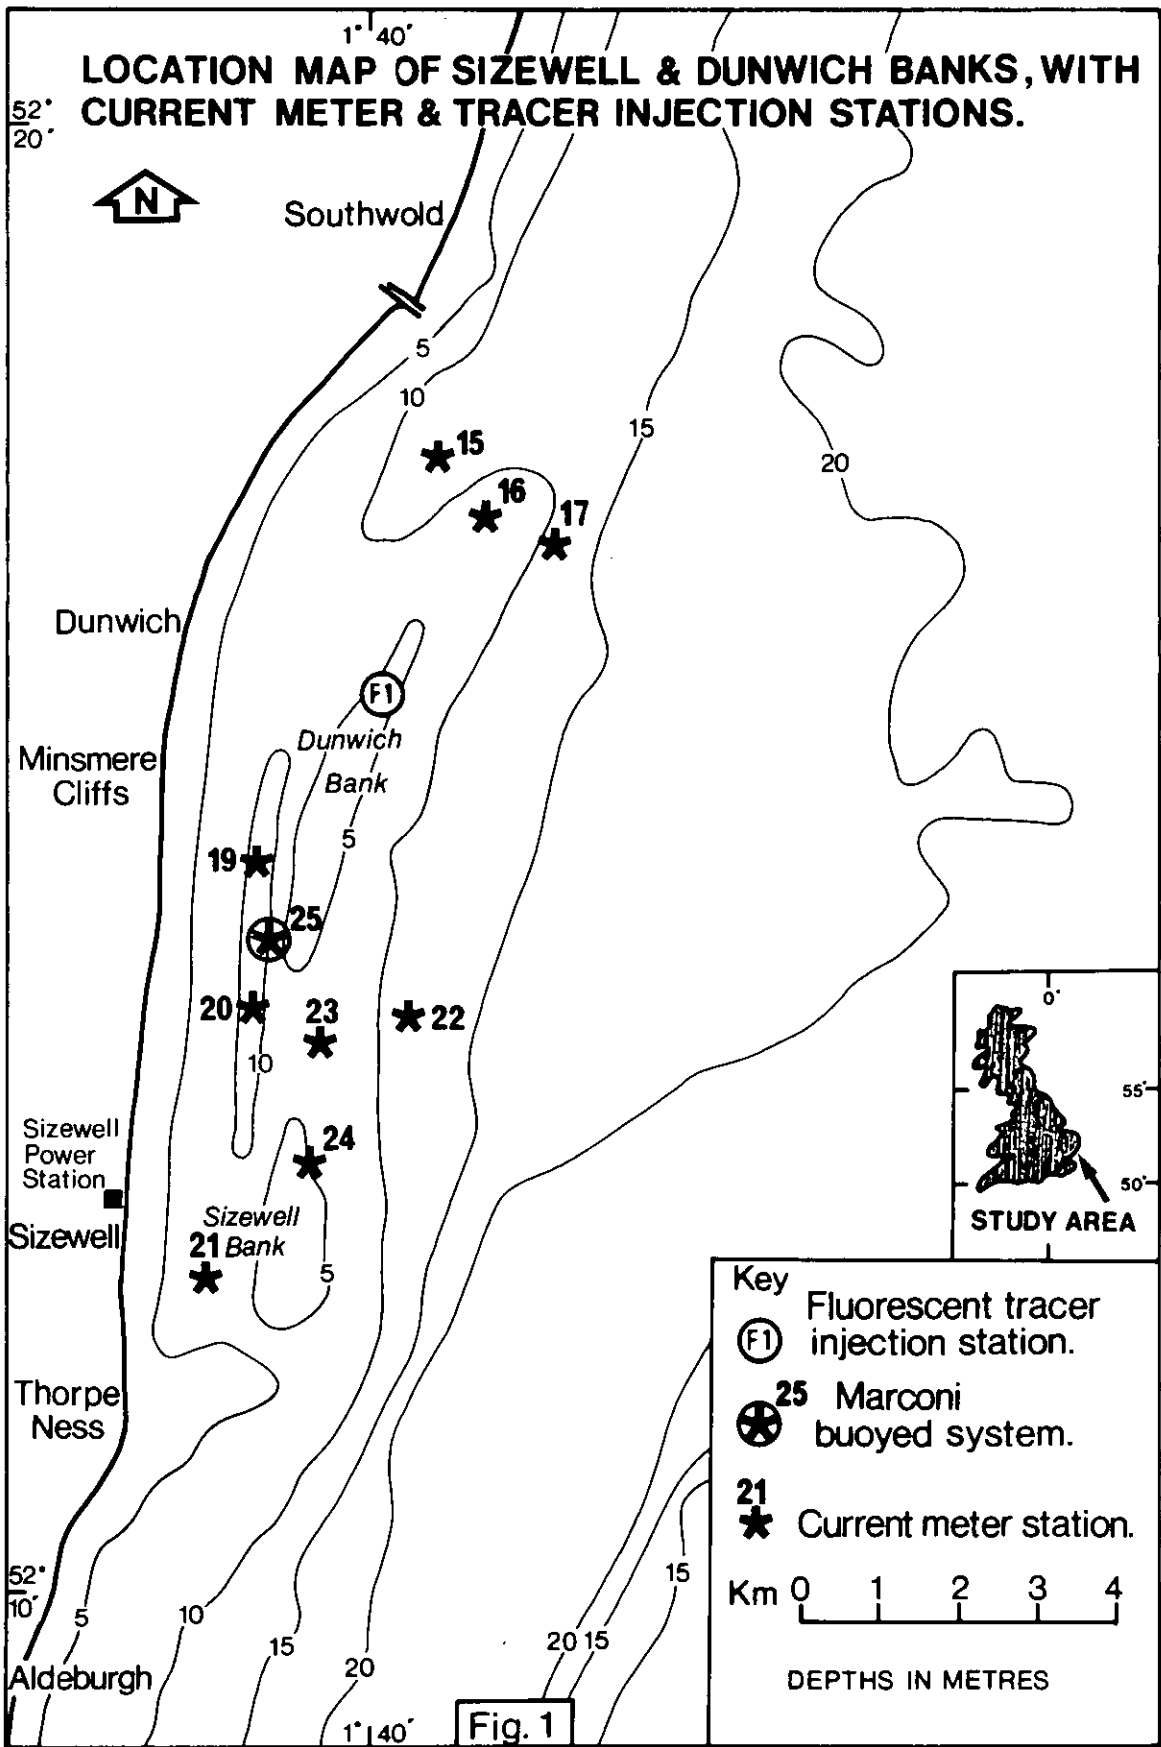 1° 40'
LOCATION MAP OF SIZEWELL & DUNWICH BANKS, WITH
CURRENT METER & TRACER INJECTION STATIONS.
52°
20'
N
Southwold
5
10
15
20
15
16
17
Dunwich
F1
Dunwich
Bank
Minsmere
Cliffs
5
19
25
20
23
22
10
0°
55°
50°
STUDY AREA
Sizewell
Power
Station
24
Sizewell
Sizewell
Bank
21
5
Thorpe
Ness
Key
F1
Fluorescent tracer
injection station.
25
Marconi
buoyed system.
21
Current meter station.
Km 0 1 2 3 4
DEPTHS IN METRES
52°
10'
5
10
15
20
20
15
15
Aldeburgh
1° 40'
Fig. 1